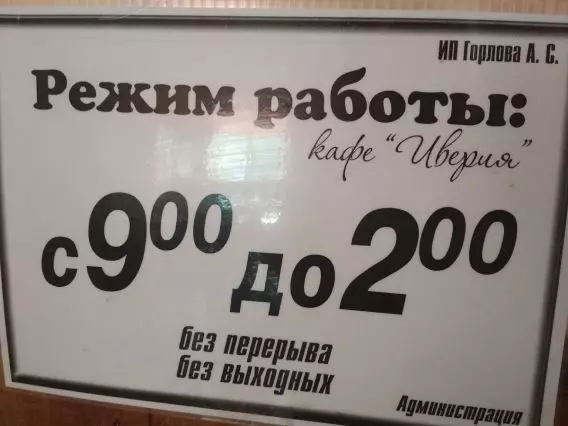 ИП Горлова А. С.
Режим работы:
кафе "Иверия"
с 9⁰⁰ до 2⁰⁰
без перерыва
без выходных
Администрация